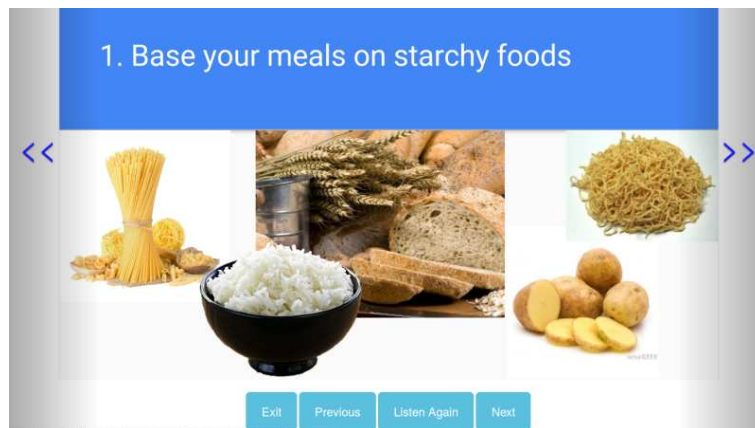 1. Base your meals on starchy foods
<<
>>
Exit
Previous
Listen Again
Next